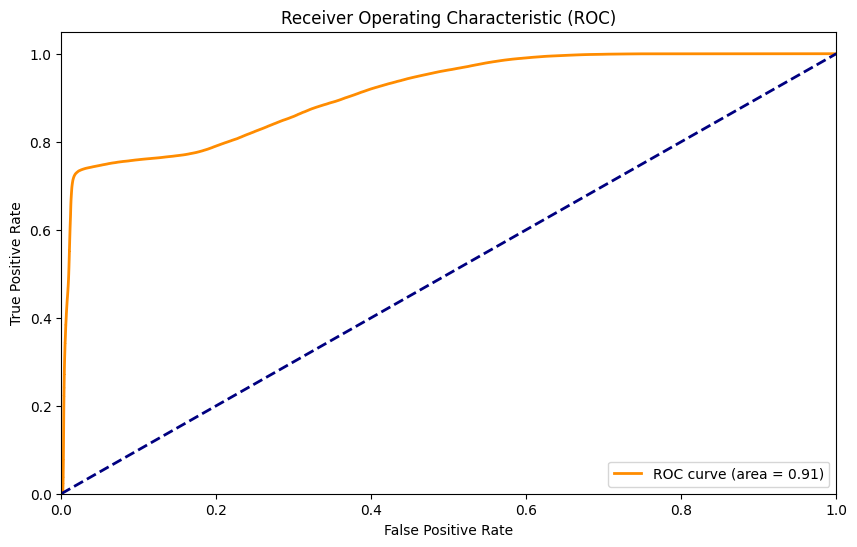 Receiver Operating Characteristic (ROC)
True Positive Rate
1.0
0.8
0.6
0.4
0.2
0.0
0.0 0.2 0.4 0.6 0.8 1.0
False Positive Rate
ROC curve (area = 0.91)